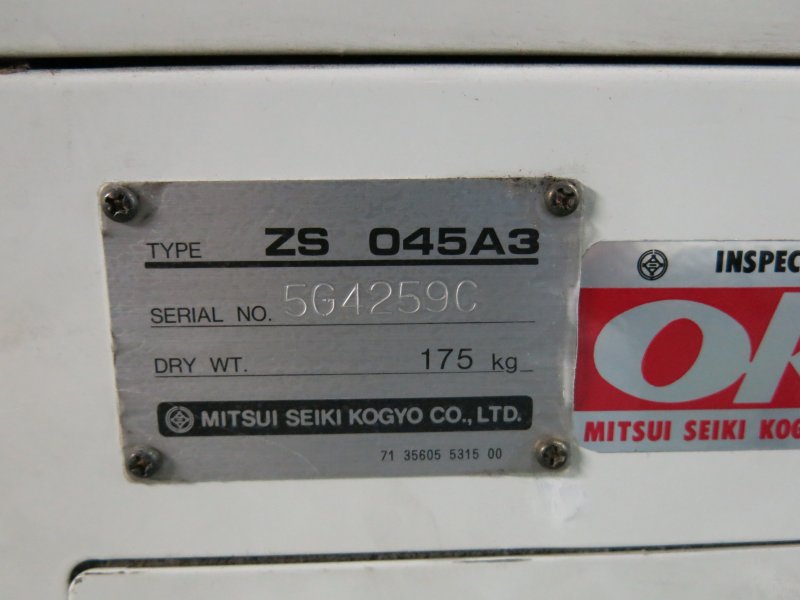 TYPE ZS 045A3
SERIAL NO. 5G4259C
DRY WT. 175 kg
MITSUI SEIKI KOGYO CO., LTD.
71 35605 5315 00
INSPEC
OK
MITSUI SEIKI KOG